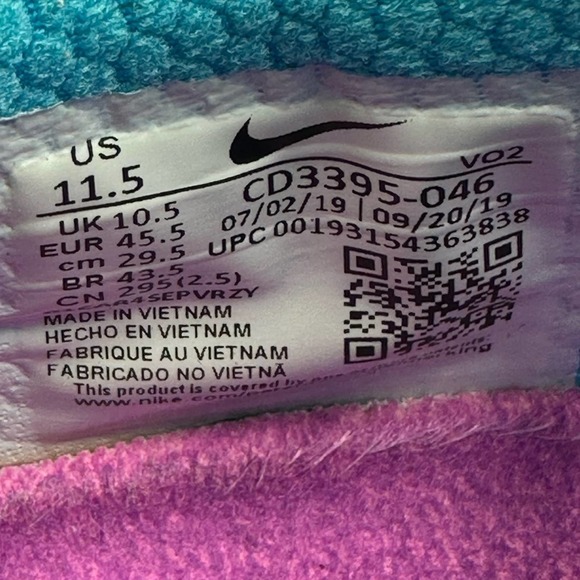 US
11.5
VO2
UK 10.5
EUR 45.5
cm 29.5
BR 43.5
CN 295(2.5)
CD3395-046
07/02/19 | 09/20/19
UPC 00193154363838
MADE IN VIETNAM
HECHO EN VIETNAM
FABRIQUE AU VIETNAM
FABRICADO NO VIETNÃ
This product is covered by
www.nike.com